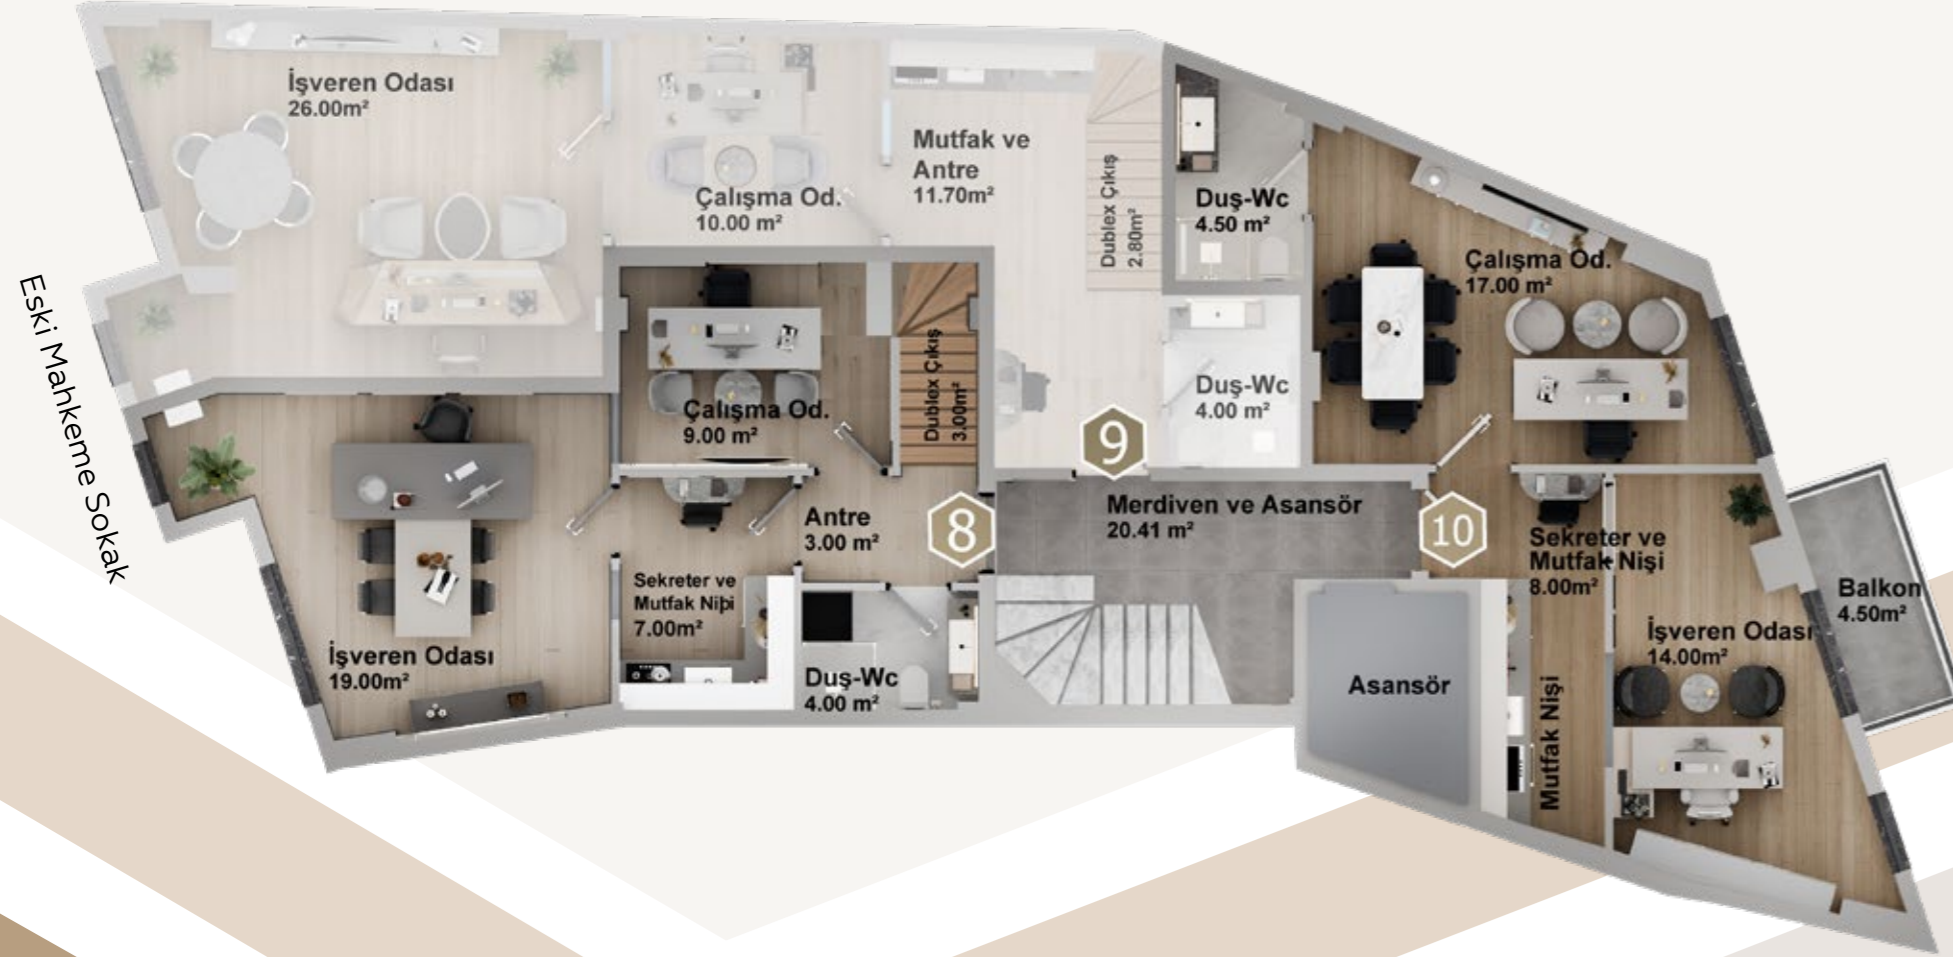 İşveren Odası
26.00m²
Çalışma Od.
10.00 m²
Mutfak ve
Antre
11.70m²
Dublex Çıkış
2.80m²
Duş-Wc
4.50 m²
Çalışma Od.
17.00 m²
Eski Mahkeme Sokak
Çalışma Od.
9.00 m²
Dublex Çıkış
3.00m²
Duş-Wc
4.00 m²
9
Antre
3.00 m²
8
Merdiven ve Asansör
20.41 m²
10
Sekreter ve
Mutfak Nişi
8.00m²
Balkon
4.50m²
Sekreter ve
Mutfak Niþi
7.00m²
İşveren Odası
19.00m²
Duş-Wc
4.00 m²
Asansör
Mutfak Nişi
İşveren Odası
14.00m²